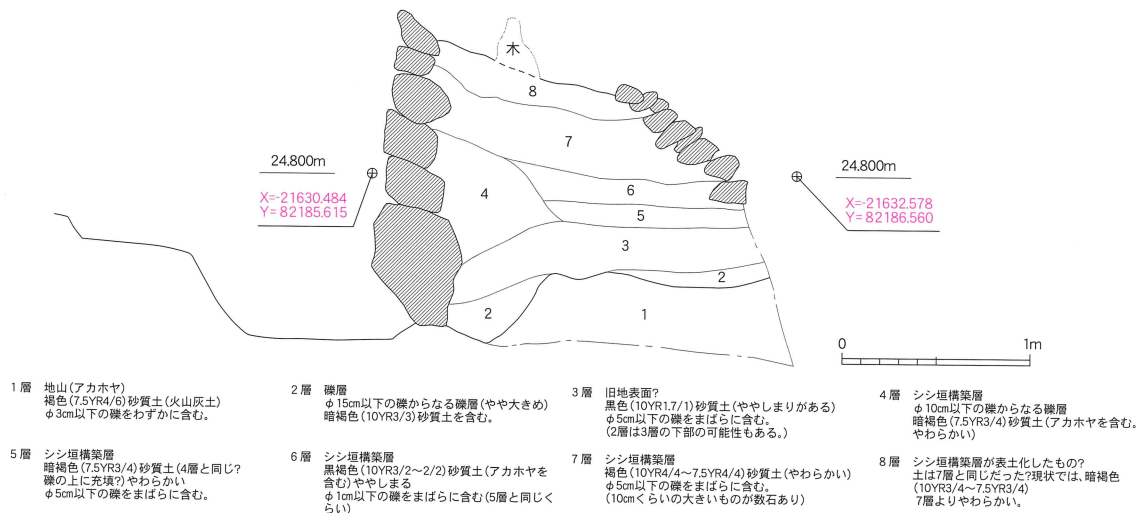 木
8
7
6
5
4
3
2
2
1
24.800m
X=-21630.484
Y= 82185.615
24.800m
X=-21632.578
Y= 82186.560
0
1m
1層 地山(アカホヤ)
褐色(7.5YR4/6)砂質土(火山灰土)
φ3cm以下の礫をわずかに含む。
2層 礫層
φ15cm以下の礫からなる礫層(やや大きめ)
暗褐色(10YR3/3)砂質土を含む。
3層 旧地表面?
黒色(10YR1.7/1)砂質土(ややしまりがある)
φ5cm以下の礫をまばらに含む。
(2層は3層の下部の可能性もある。)
4層 シシ垣構築層
φ10cm以下の礫からなる礫層
暗褐色(7.5YR3/4)砂質土(アカホヤを含む。
やわらかい)
5層 シシ垣構築層
暗褐色(7.5YR3/4)砂質土(4層と同じ?
礫の上に充填?)やわらかい
φ5cm以下の礫をまばらに含む。
6層 シシ垣構築層
黒褐色(10YR3/2~2/2)砂質土(アカホヤを
含む)ややしまる
φ1cm以下の礫をまばらに含む(5層と同じく
らい)
7層 シシ垣構築層
褐色(10YR4/4~7.5YR4/4)砂質土(やわらかい)
φ5cm以下の礫をまばらに含む。
(10cmくらいの大きいものが数石あり)
8層 シシ垣構築層が表土化したもの?
土は7層と同じだった?現状では、暗褐色
(10YR3/4~7.5YR3/4)
7層よりやわらかい。